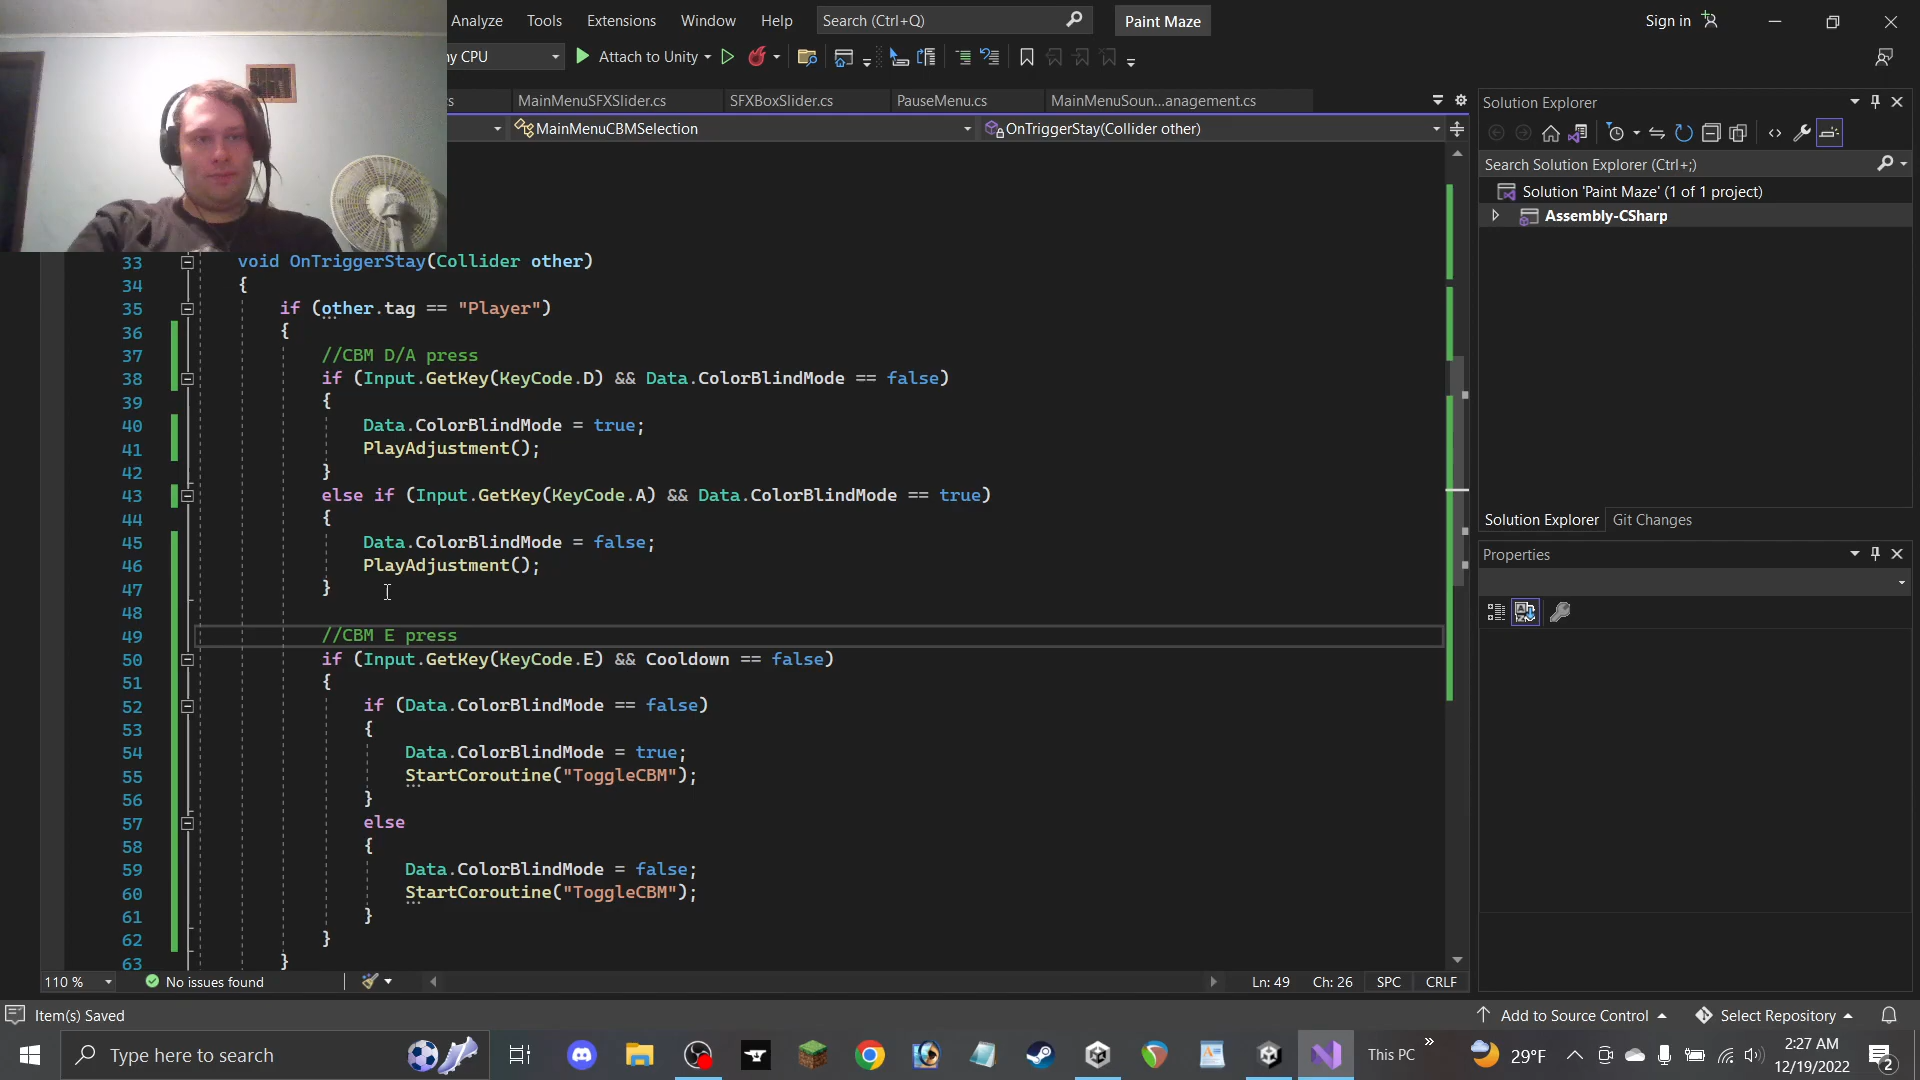 Analyze Tools Extensions Window Help Search (Ctrl+Q) Paint Maze Sign in
ny CPU Attach to Unity
s MainMenuSFXSlider.cs SFXBoxSlider.cs PauseMenu.cs MainMenuSoun...anagement.cs
MainMenuCBMSelection OnTriggerStay(Collider other)
33 void OnTriggerStay(Collider other)
34 {
35 if (other.tag == "Player")
36 {
37 //CBM D/A press
38 if (Input.GetKey(KeyCode.D) && Data.ColorBlindMode == false)
39 {
40 Data.ColorBlindMode = true;
41 PlayAdjustment();
42 }
43 else if (Input.GetKey(KeyCode.A) && Data.ColorBlindMode == true)
44 {
45 Data.ColorBlindMode = false;
46 PlayAdjustment();
47 }
48
49 //CBM E press
50 if (Input.GetKey(KeyCode.E) && Cooldown == false)
51 {
52 if (Data.ColorBlindMode == false)
53 {
54 Data.ColorBlindMode = true;
55 StartCoroutine("ToggleCBM");
56 }
57 else
58 {
59 Data.ColorBlindMode = false;
60 StartCoroutine("ToggleCBM");
61 }
62 }
63 }
110 % No issues found Ln: 49 Ch: 26 SPC CRLF
Solution Explorer
Search Solution Explorer (Ctrl+;)
Solution 'Paint Maze' (1 of 1 project)
Assembly-CSharp
Solution Explorer Git Changes
Properties
Item(s) Saved Add to Source Control Select Repository
Type here to search This PC » 29°F 2:27 AM
12/19/2022 2